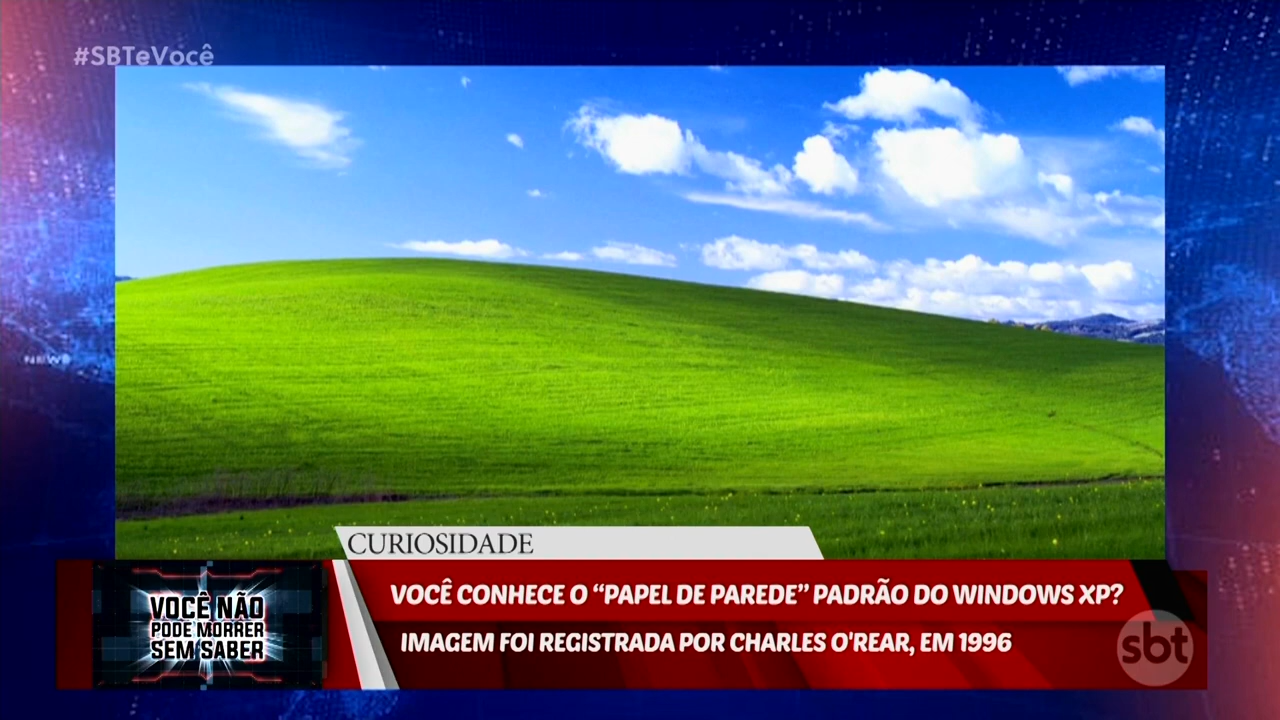 #SBTeVocê
NEWS
CURIOSIDADE
VOCÊ NÃO
PODE MORRER
SEM SABER
VOCÊ CONHECE O “PAPEL DE PAREDE” PADRÃO DO WINDOWS XP?
IMAGEM FOI REGISTRADA POR CHARLES O'REAR, EM 1996
sbt